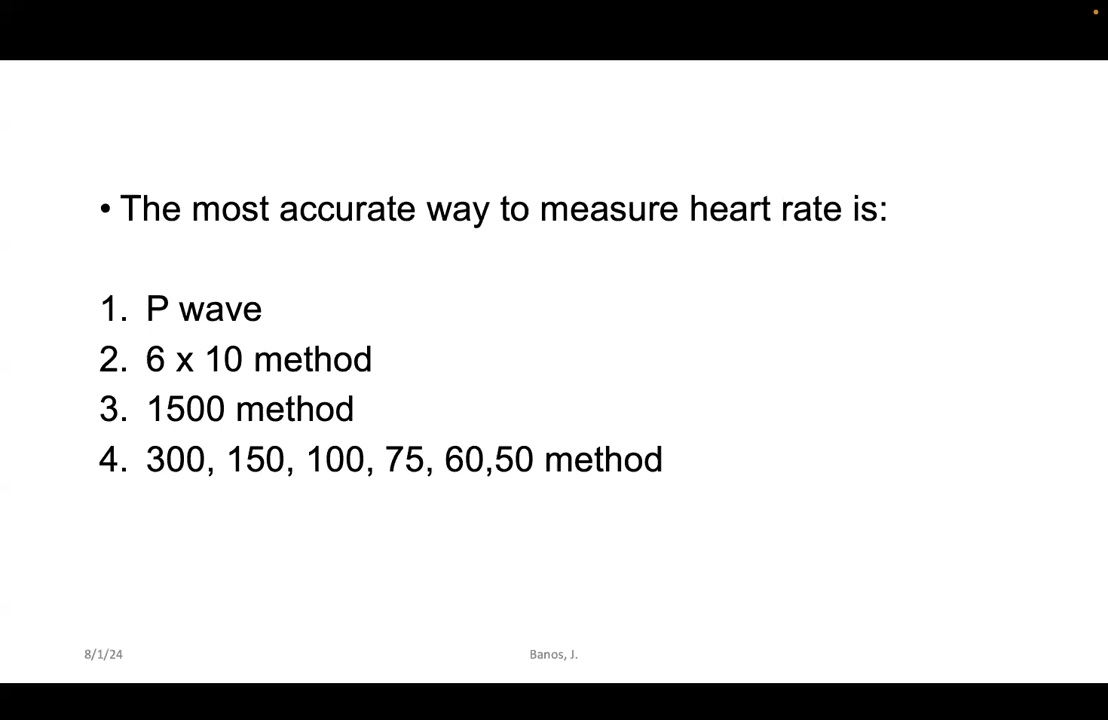 • The most accurate way to measure heart rate is:
1. P wave
2. 6 x 10 method
3. 1500 method
4. 300, 150, 100, 75, 60,50 method
8/1/24
Banos, J.